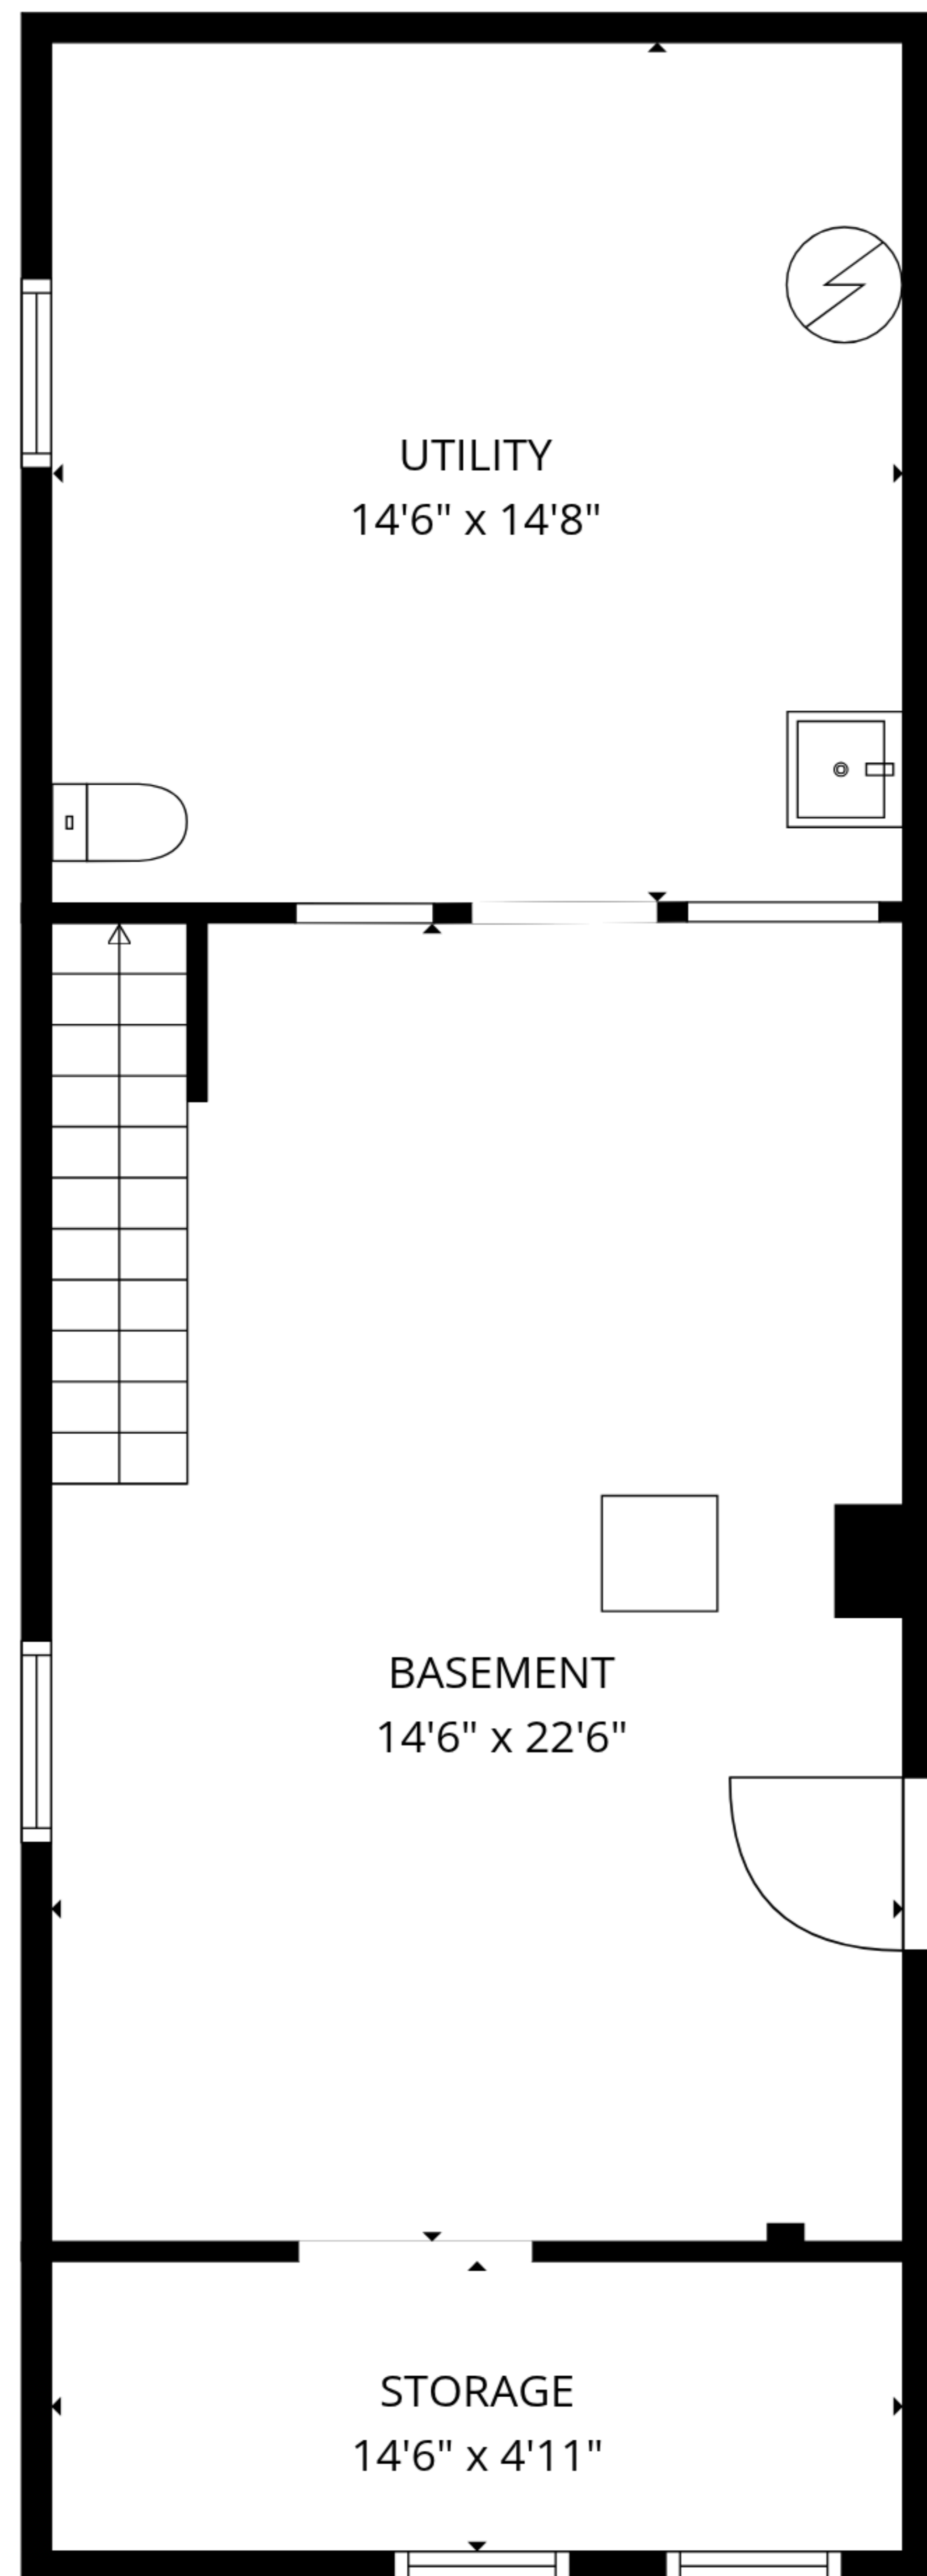 UTILITY
14'6" x 14'8"
BASEMENT
14'6" x 22'6"
STORAGE
14'6" x 4'11"